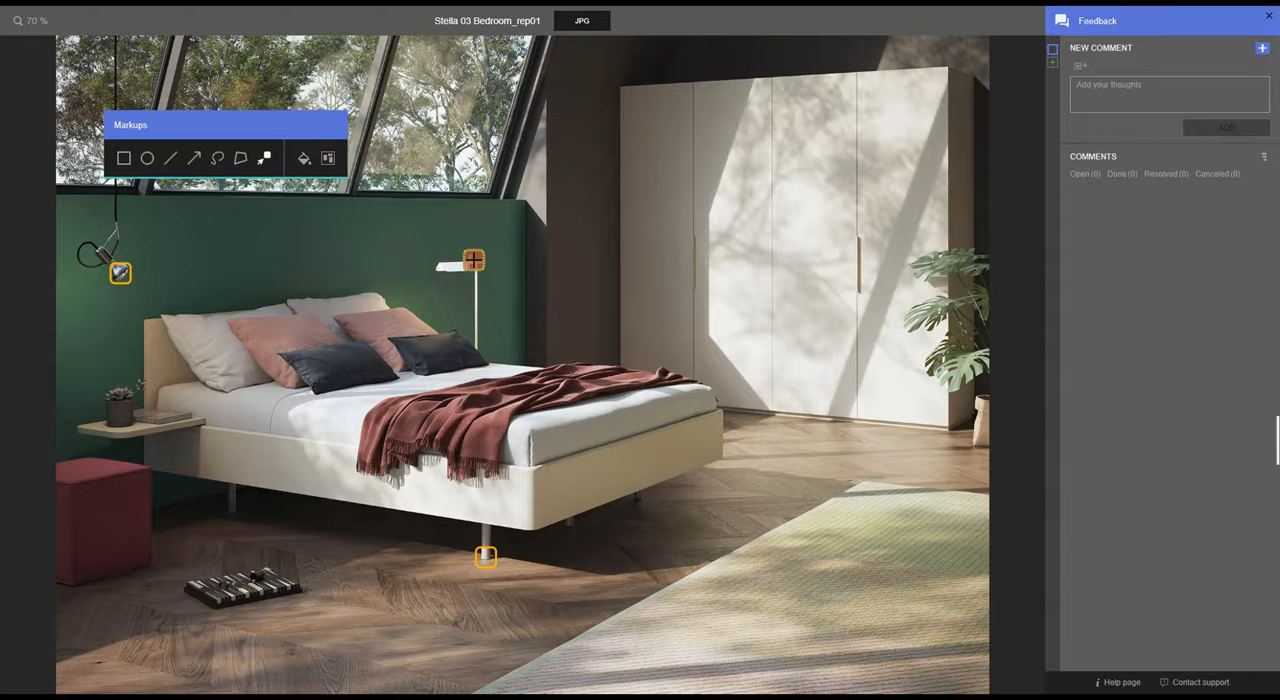 70 %
Stella 03 Bedroom_rep01
JPG
Feedback
NEW COMMENT
Add your thoughts
ADD
COMMENTS
Open (0) Done (0) Resolved (0) Canceled (0)
Markups
Help page
Contact support